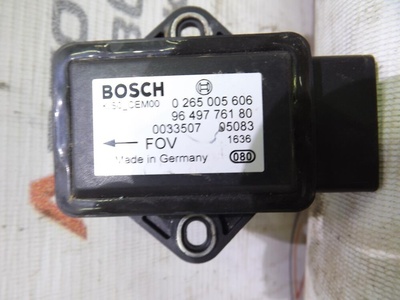 BOSCH
0 265 005 606
96 497 761 80
0033507 05083
← FOV 1636
Made in Germany 080